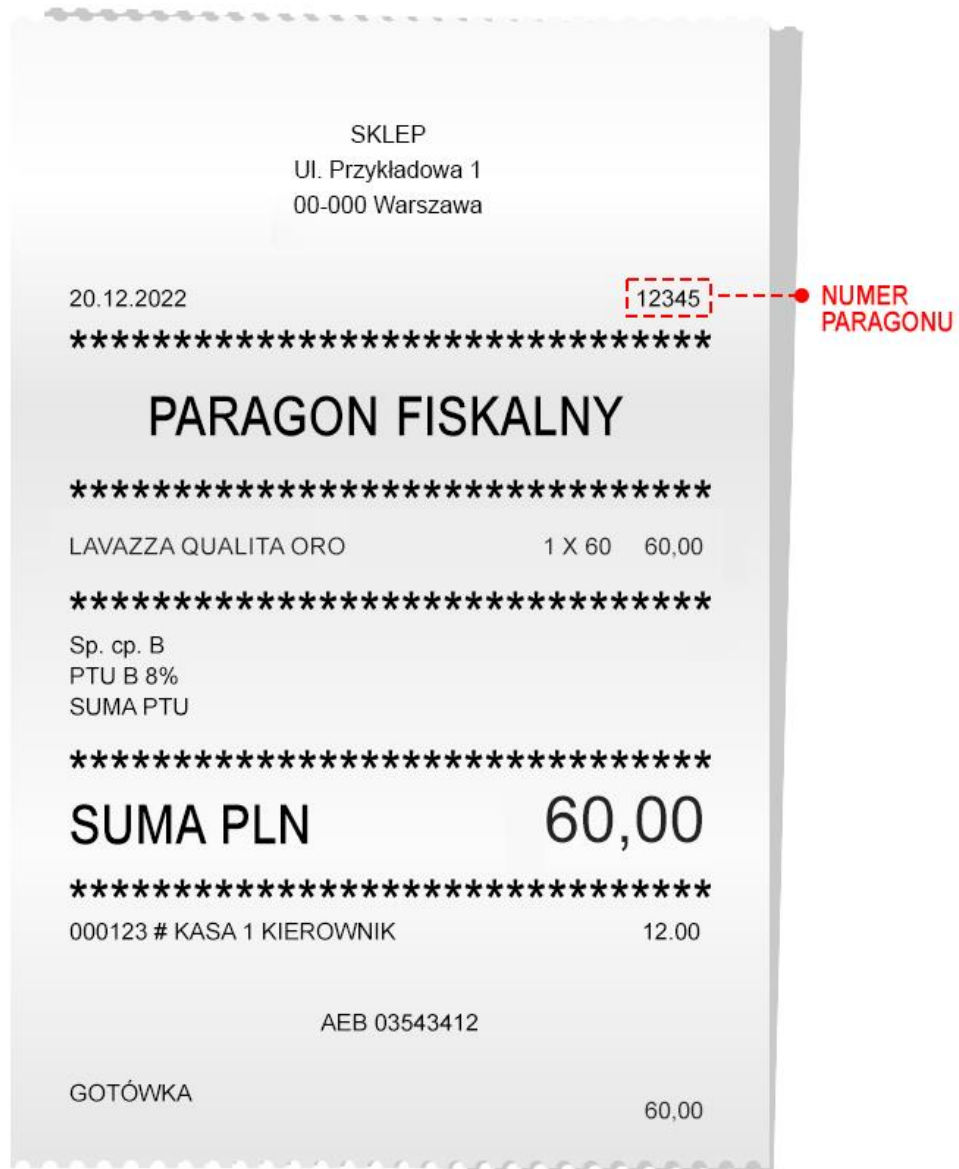 SKLEP
Ul. Przykładowa 1
00-000 Warszawa
20.12.2022 12345
NUMER
PARAGONU
*******************************
PARAGON FISKALNY
*******************************
LAVAZZA QUALITA ORO 1 X 60 60,00
*******************************
Sp. cp. B
PTU B 8%
SUMA PTU
*******************************
SUMA PLN 60,00
*******************************
000123 # KASA 1 KIEROWNIK 12.00
AEB 03543412
GOTÓWKA
60,00